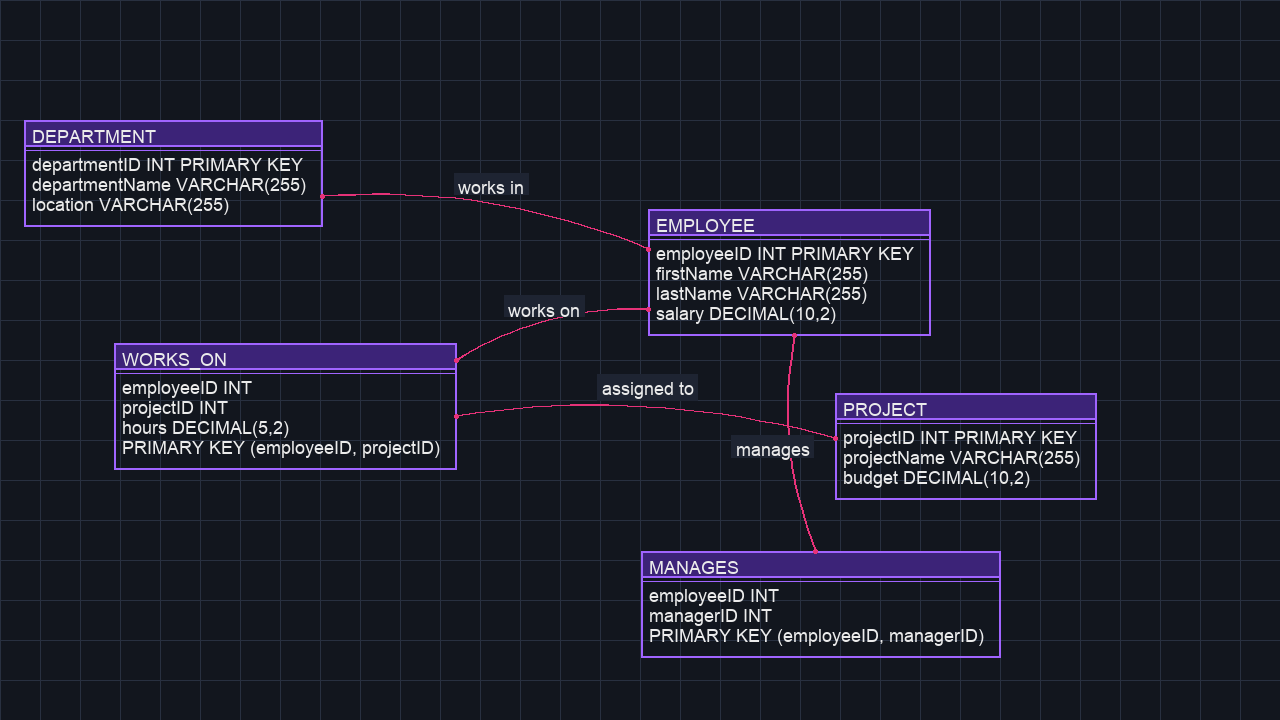 DEPARTMENT
departmentID INT PRIMARY KEY
departmentName VARCHAR(255)
location VARCHAR(255)
works in
EMPLOYEE
employeeID INT PRIMARY KEY
firstName VARCHAR(255)
lastName VARCHAR(255)
salary DECIMAL(10,2)
works on
WORKS_ON
employeeID INT
projectID INT
hours DECIMAL(5,2)
PRIMARY KEY (employeeID, projectID)
assigned to
PROJECT
projectID INT PRIMARY KEY
projectName VARCHAR(255)
budget DECIMAL(10,2)
manages
MANAGES
employeeID INT
managerID INT
PRIMARY KEY (employeeID, managerID)